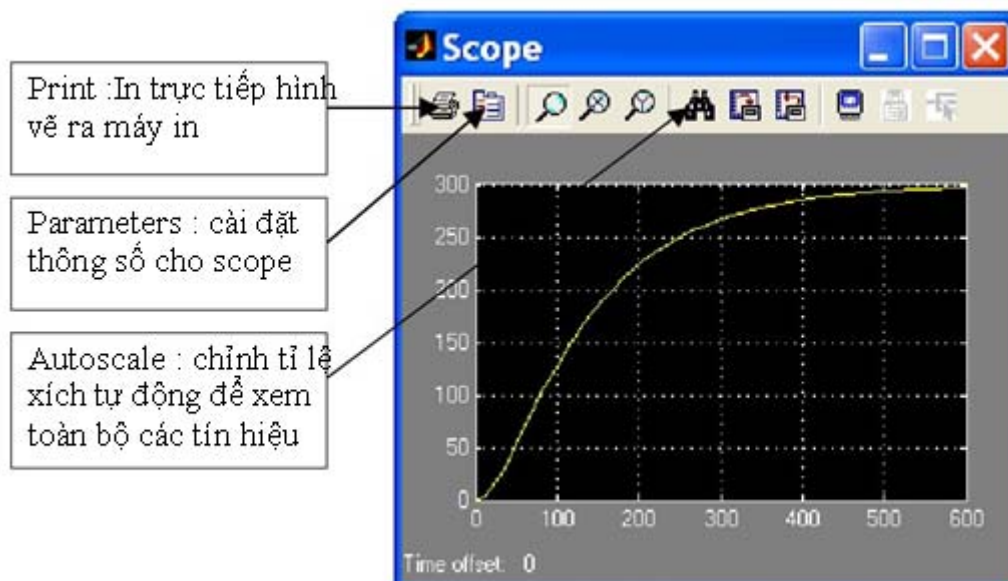 Scope
Print :In trực tiếp hình
vẽ ra máy in
Parameters : cài đặt
thông số cho scope
Autoscale : chỉnh tỉ lệ
xích tự động để xem
toàn bộ các tín hiệu
300
250
200
150
100
50
0
0 100 200 300 400 500 600
Time offset: 0